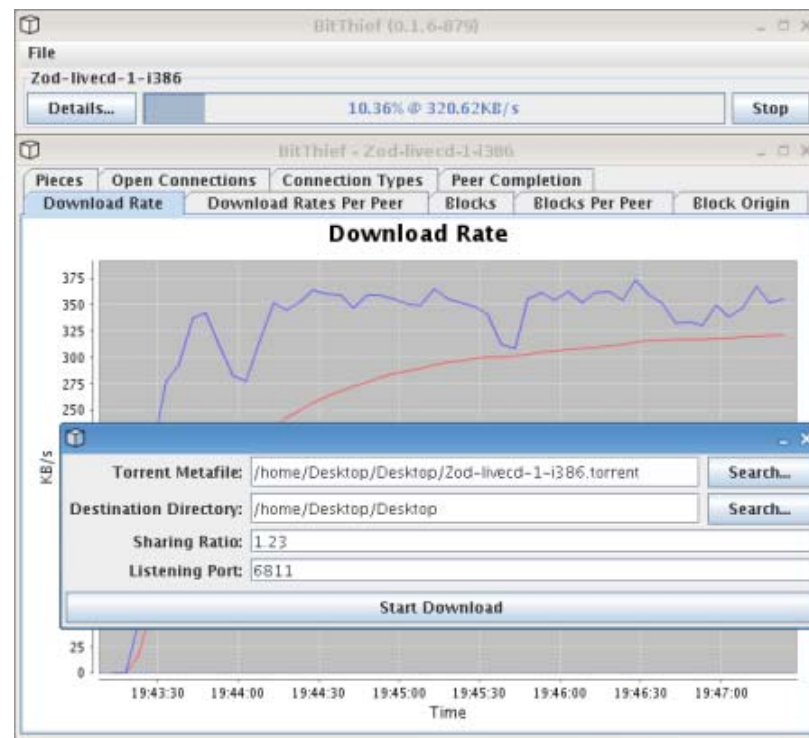 BitThief (0.1.6-879)
File
Zod-livecd-1-i386
Details...
10.36% @ 320.62KB/s
Stop
BitThief - Zod-livecd-1-i386
Pieces Open Connections Connection Types Peer Completion
Download Rate Download Rates Per Peer Blocks Blocks Per Peer Block Origin
Download Rate
375
350
325
300
275
250
KB/s
Torrent Metafile: /home/Desktop/Desktop/Zod-livecd-1-i386.torrent Search...
Destination Directory: /home/Desktop/Desktop Search...
Sharing Ratio: 1.23
Listening Port: 6811
Start Download
25
0
19:43:30 19:44:00 19:44:30 19:45:00 19:45:30 19:46:00 19:46:30 19:47:00
Time